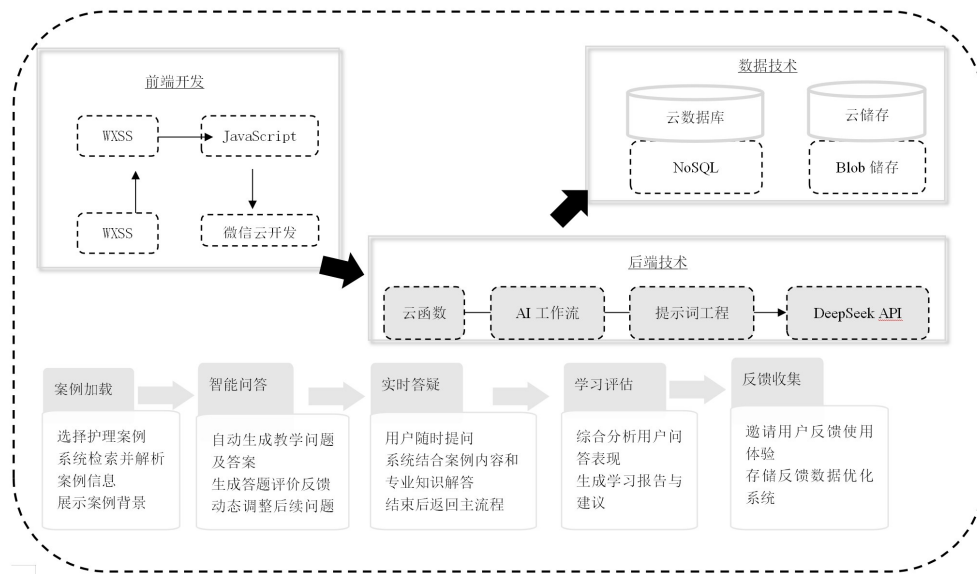 前端开发
WXSS
JavaScript
WXSS
微信云开发
数据技术
云数据库
云储存
NoSQL
Blob 储存
后端技术
云函数
AI 工作流
提示词工程
DeepSeek API
案例加载
选择护理案例
系统检索并解析
案例信息
展示案例背景
智能问答
自动生成教学问题
及答案
生成答题评价反馈
动态调整后续问题
实时答疑
用户随时提问
系统结合案例内容和
专业知识解答
结束后返回主流程
学习评估
综合分析用户问
答表现
生成学习报告与
建议
反馈收集
邀请用户反馈使用
体验
存储反馈数据优化
系统